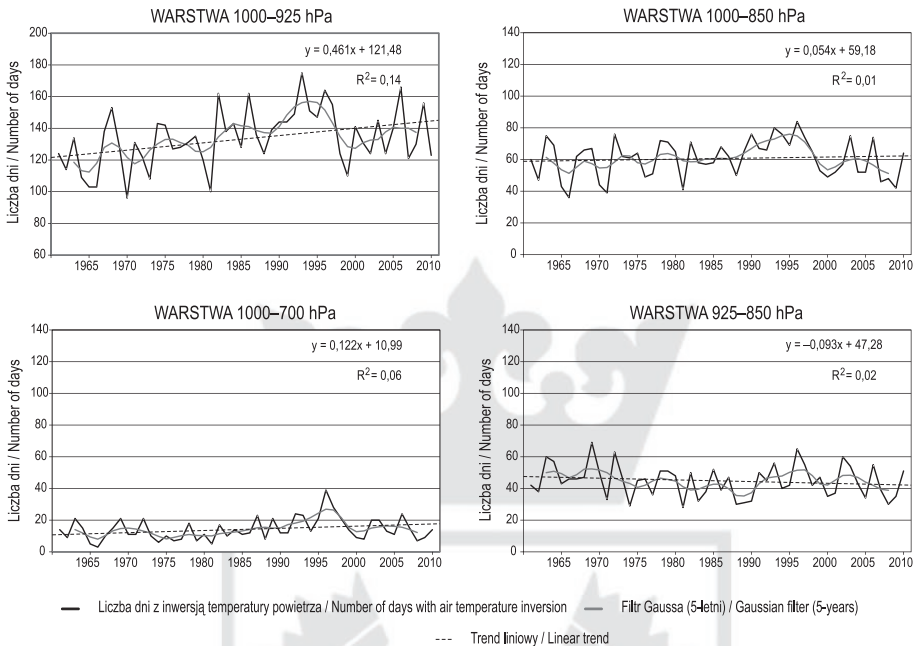 WARSTWA 1000–925 hPa
Liczba dni / Number of days
y = 0,461x + 121,48
R2 = 0,14
200
180
160
140
120
100
80
60
1965 1970 1975 1980 1985 1990 1995 2000 2005 2010
WARSTWA 1000–850 hPa
Liczba dni / Number of days
y = 0,054x + 59,18
R2 = 0,01
140
120
100
80
60
40
20
0
1965 1970 1975 1980 1985 1990 1995 2000 2005 2010
WARSTWA 1000–700 hPa
Liczba dni / Number of days
y = 0,122x + 10,99
R2 = 0,06
140
120
100
80
60
40
20
0
1965 1970 1975 1980 1985 1990 1995 2000 2005 2010
WARSTWA 925–850 hPa
Liczba dni / Number of days
y = –0,093x + 47,28
R2 = 0,02
140
120
100
80
60
40
20
0
1965 1970 1975 1980 1985 1990 1995 2000 2005 2010
Liczba dni z inwersją temperatury powietrza / Number of days with air temperature inversion
Filtr Gaussa (5-letni) / Gaussian filter (5-years)
Trend liniowy / Linear trend